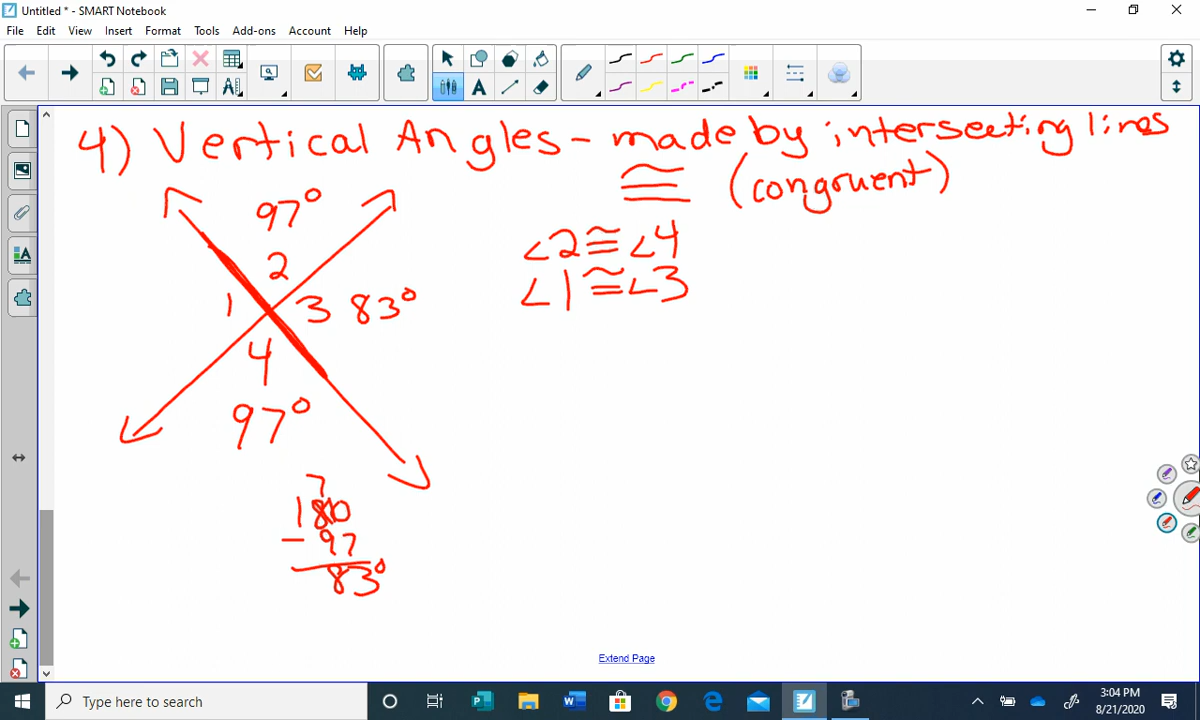 Untitled * - SMART Notebook
File Edit View Insert Format Tools Add-ons Account Help
4) Vertical Angles - made by intersecting lines
≅ (congruent)
97°
2
1
3 83°
4
97°
∠2≅∠4
∠1≅∠3
7
180
- 97
83°
Extend Page
Type here to search
3:04 PM
8/21/2020